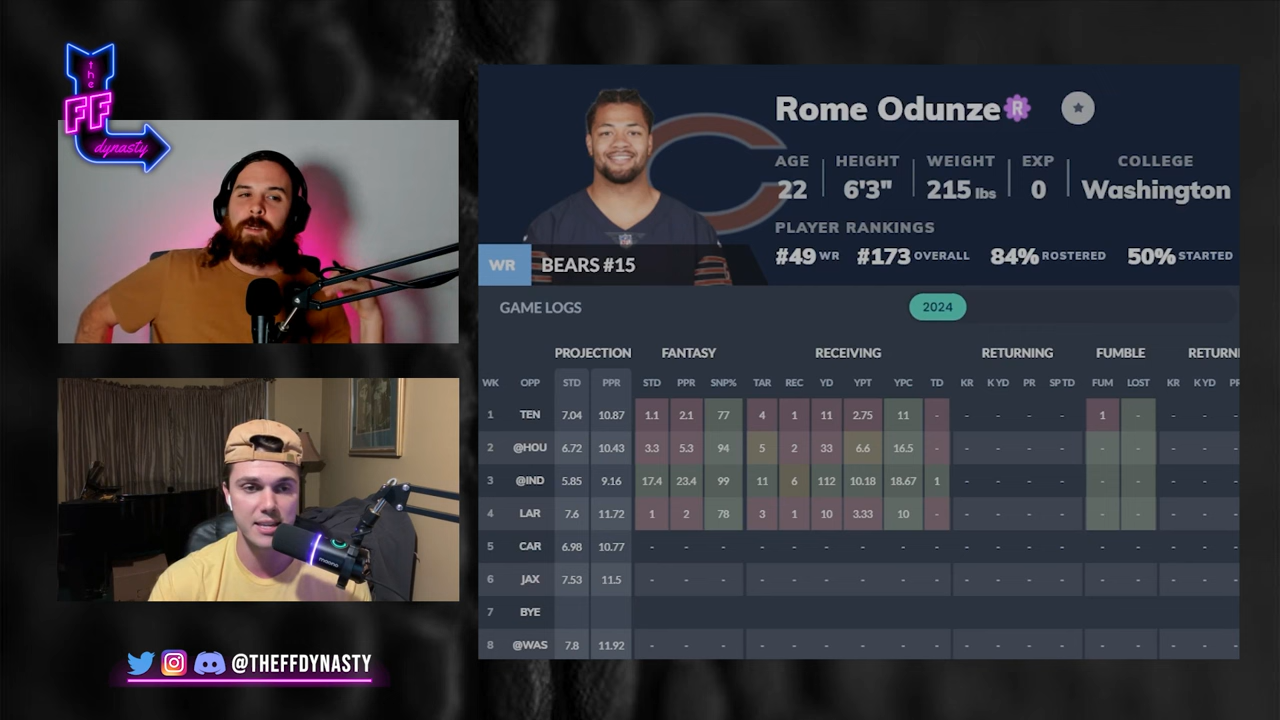 the
FF
dynasty
@THEFFDYNASTY
Rome Odunze R
AGE HEIGHT WEIGHT EXP COLLEGE
22 6'3" 215 lbs 0 Washington
PLAYER RANKINGS
#49 WR #173 OVERALL 84% ROSTERED 50% STARTED
WR BEARS #15
GAME LOGS 2024
PROJECTION FANTASY RECEIVING RETURNING FUMBLE RETURNI
WK OPP STD PPR STD PPR SNP% TAR REC YD YPT YPC TD KR K YD PR SP TD FUM LOST KR K YD PR
1 TEN 7.04 10.87 1.1 2.1 77 4 1 11 2.75 11 - - - - - 1 - - - -
2 @HOU 6.72 10.43 3.3 5.3 94 5 2 33 6.6 16.5 - - - - - - - - - -
3 @IND 5.85 9.16 17.4 23.4 99 11 6 112 10.18 18.67 1 - - - - - - - - -
4 LAR 7.6 11.72 1 2 78 3 1 10 3.33 10 - - - - - - - - - -
5 CAR 6.98 10.77 - - - - - - - - - - - - - - - - - -
6 JAX 7.53 11.5 - - - - - - - - - - - - - - - - - -
7 BYE
8 @WAS 7.8 11.92 - - - - - - - - - - - - - - - - - -